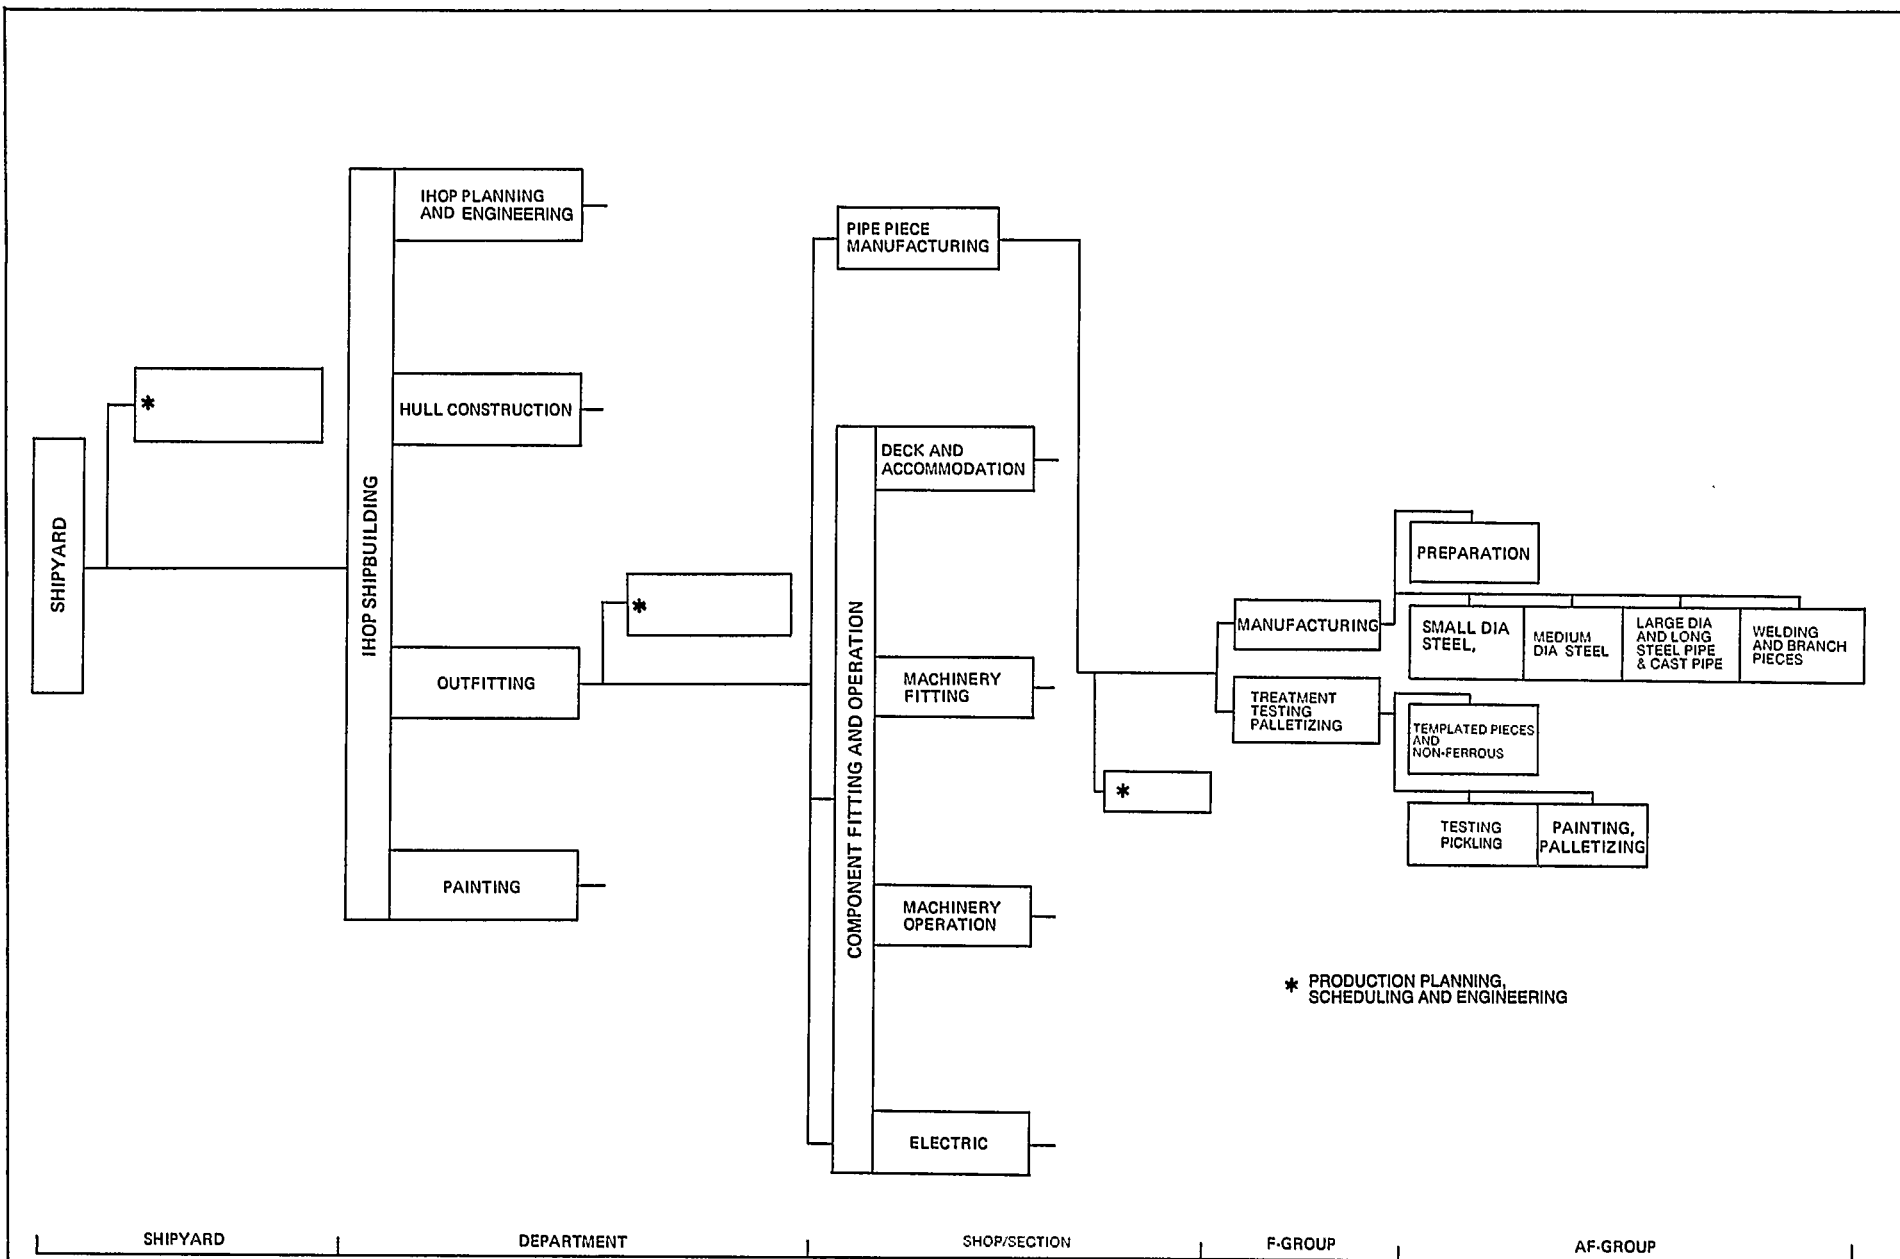 SHIPYARD
*
IHOP SHIPBUILDING
IHOP PLANNING
AND ENGINEERING
HULL CONSTRUCTION
OUTFITTING
PAINTING
*
PIPE PIECE
MANUFACTURING
COMPONENT FITTING AND OPERATION
DECK AND
ACCOMMODATION
MACHINERY
FITTING
MACHINERY
OPERATION
ELECTRIC
*
MANUFACTURING
TREATMENT
TESTING
PALLETIZING
PREPARATION
SMALL DIA
STEEL,
MEDIUM
DIA STEEL
LARGE DIA
AND LONG
STEEL PIPE
& CAST PIPE
WELDING
AND BRANCH
PIECES
TEMPLATED PIECES
AND
NON-FERROUS
TESTING
PICKLING
PAINTING,
PALLETIZING
* PRODUCTION PLANNING,
SCHEDULING AND ENGINEERING
SHIPYARD
DEPARTMENT
SHOP/SECTION
F-GROUP
AF-GROUP